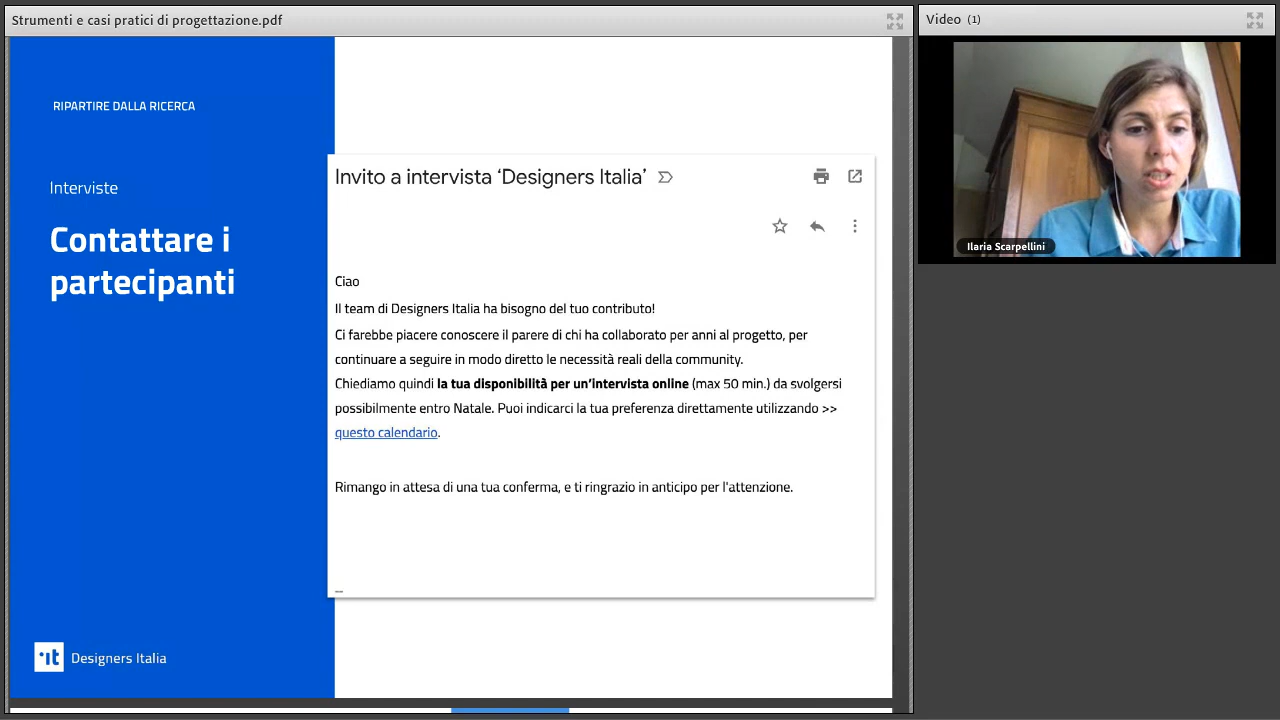 Strumenti e casi pratici di progettazione.pdf
Video (1)
RIPARTIRE DALLA RICERCA
Interviste
Contattare i
partecipanti
Invito a intervista ‘Designers Italia’
Ciao
Il team di Designers Italia ha bisogno del tuo contributo!
Ci farebbe piacere conoscere il parere di chi ha collaborato per anni al progetto, per
continuare a seguire in modo diretto le necessità reali della community.
Chiediamo quindi la tua disponibilità per un’intervista online (max 50 min.) da svolgersi
possibilmente entro Natale. Puoi indicarci la tua preferenza direttamente utilizzando >>
questo calendario.
Rimango in attesa di una tua conferma, e ti ringrazio in anticipo per l'attenzione.
--
.it Designers Italia
Ilaria Scarpellini